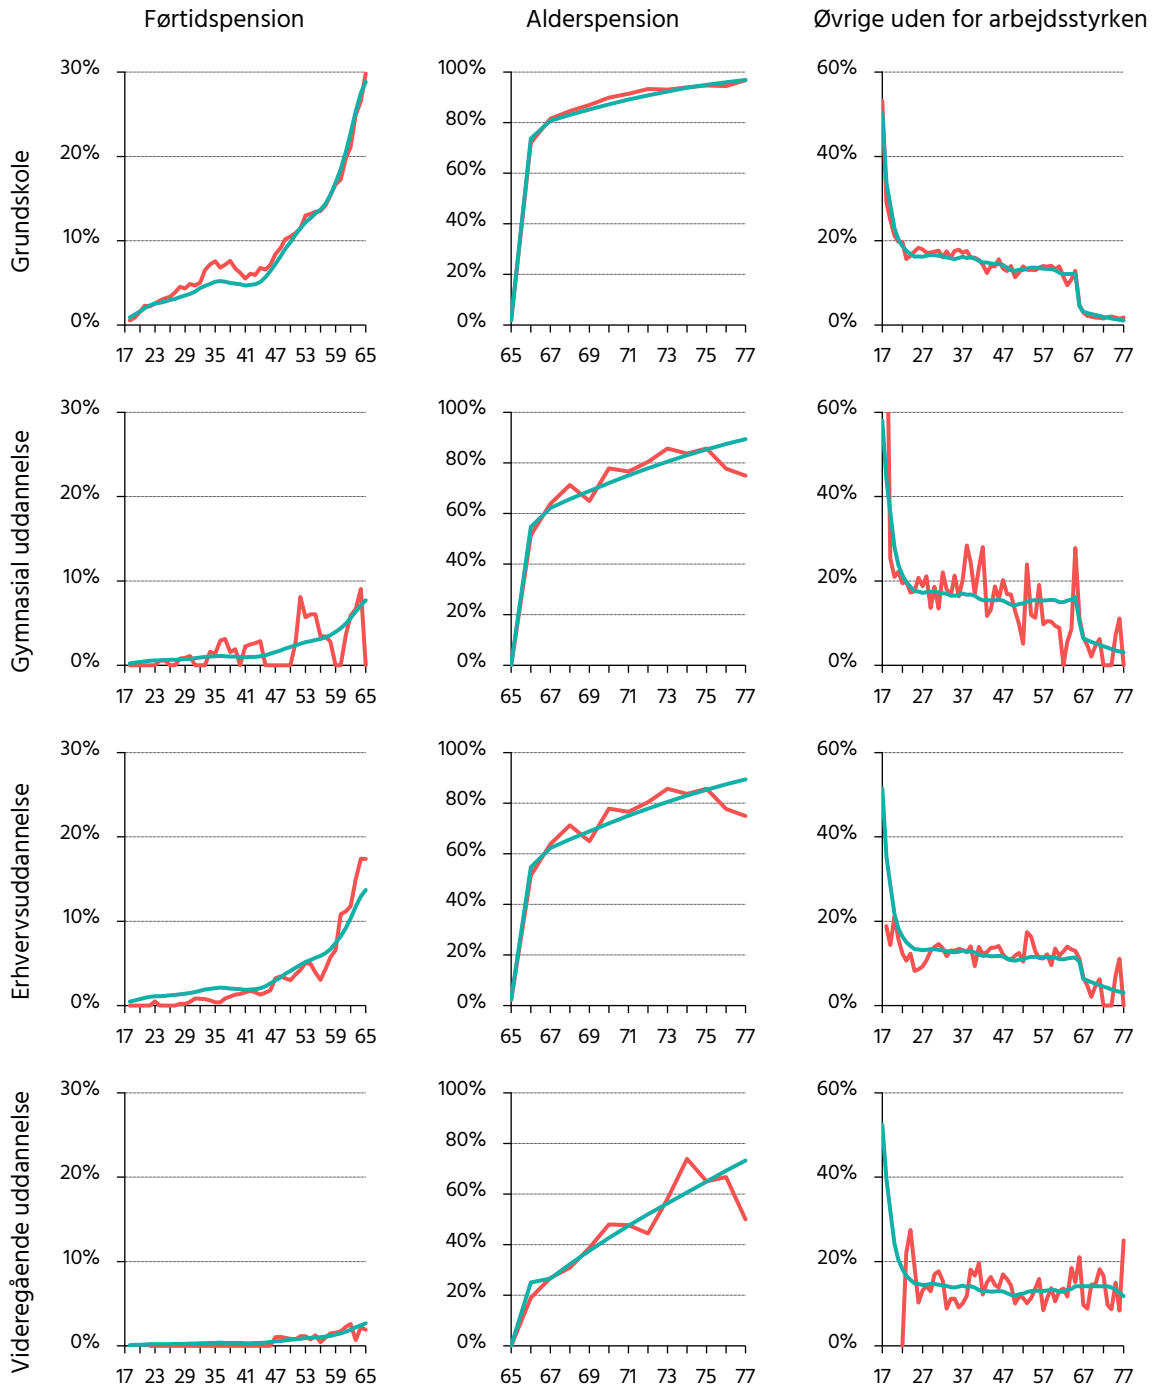 Førtidspension Alderspension Øvrige uden for arbejdsstyrken
Grundskole
30% 100% 60%
80%
20% 40%
60%
10% 40% 20%
20%
0% 0% 0%
17 23 29 35 41 47 53 59 65 65 67 69 71 73 75 77 17 27 37 47 57 67 77
Gymnasial uddannelse
30% 100% 60%
80%
20% 40%
60%
10% 40% 20%
20%
0% 0% 0%
17 23 29 35 41 47 53 59 65 65 67 69 71 73 75 77 17 27 37 47 57 67 77
Erhvervsuddannelse
30% 100% 60%
80%
20% 40%
60%
10% 40% 20%
20%
0% 0% 0%
17 23 29 35 41 47 53 59 65 65 67 69 71 73 75 77 17 27 37 47 57 67 77
Videregående uddannelse
30% 100% 60%
80%
20% 40%
60%
10% 40% 20%
20%
0% 0% 0%
17 23 29 35 41 47 53 59 65 65 67 69 71 73 75 77 17 27 37 47 57 67 77